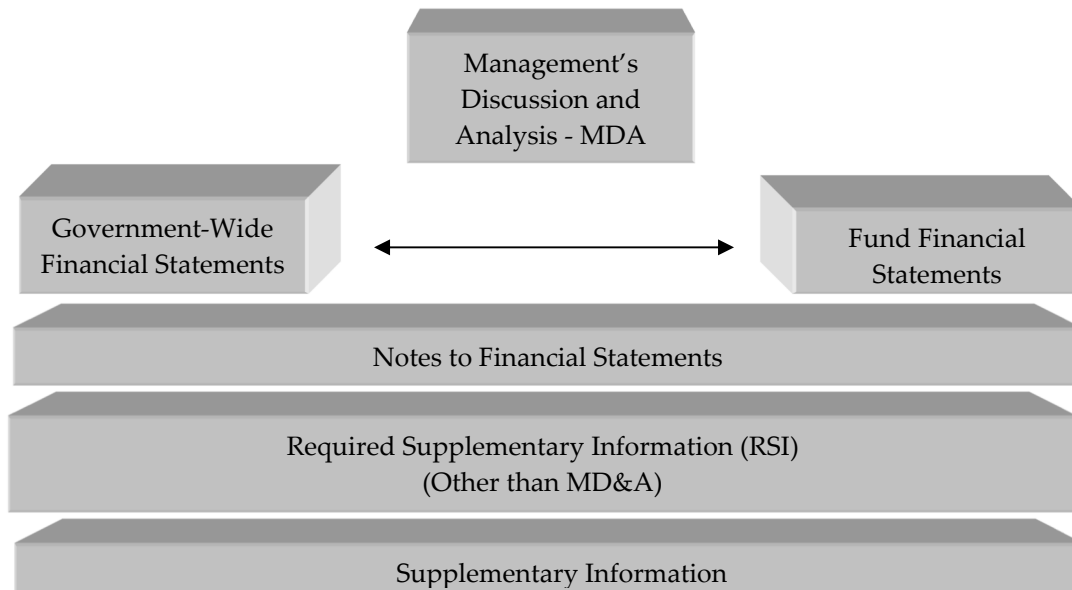 Management’s
Discussion and
Analysis - MDA
Government-Wide
Financial Statements
Fund Financial
Statements
Notes to Financial Statements
Required Supplementary Information (RSI)
(Other than MD&A)
Supplementary Information